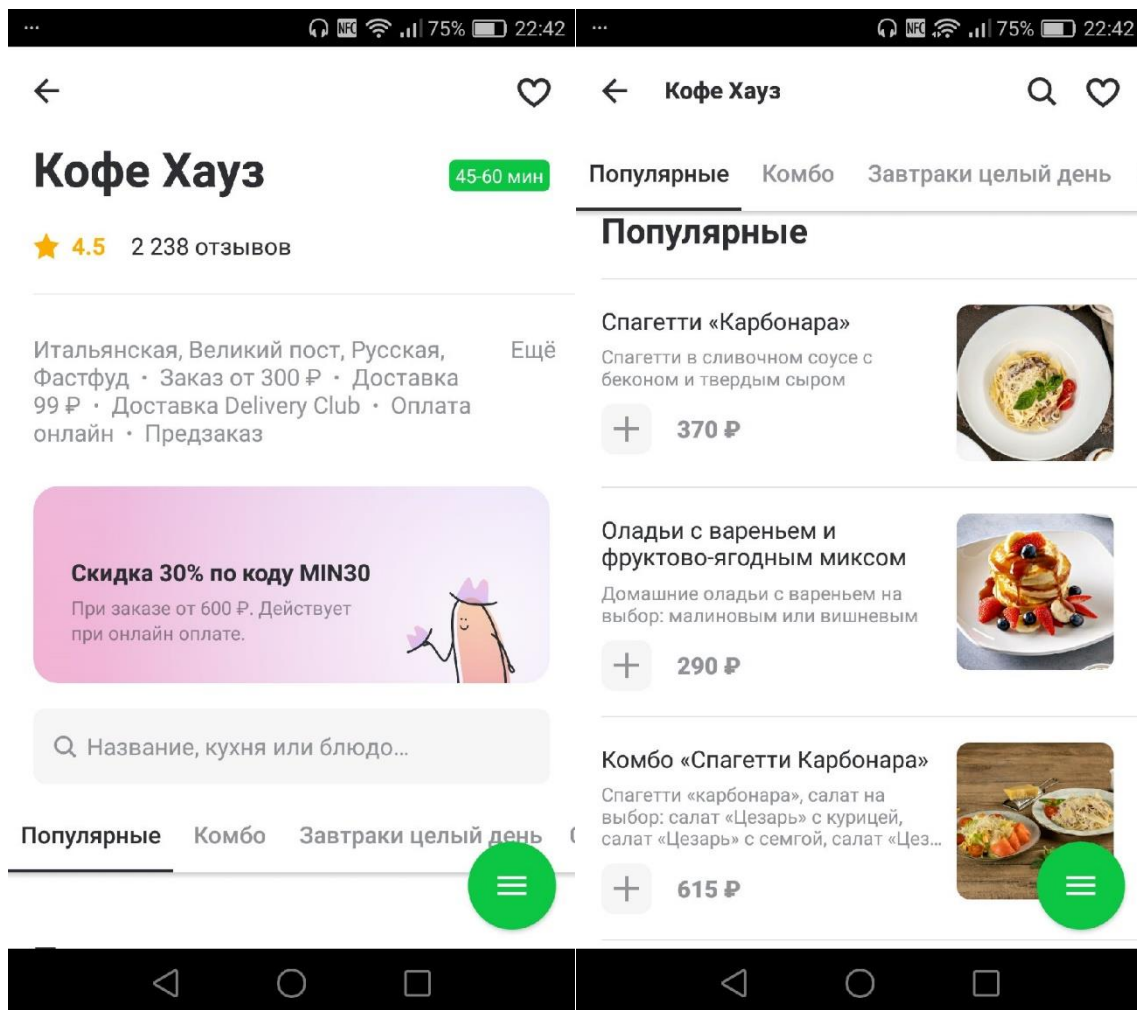 ... NFC 75% 22:42
Кофе Хауз
45-60 мин
4.5 2 238 отзывов
Итальянская, Великий пост, Русская, Ещё
Фастфуд · Заказ от 300 ₽ · Доставка
99 ₽ · Доставка Delivery Club · Оплата
онлайн · Предзаказ
Скидка 30% по коду MIN30
При заказе от 600 ₽. Действует
при онлайн оплате.
Название, кухня или блюдо...
Популярные Комбо Завтраки целый день
... NFC 75% 22:42
Кофе Хауз
Популярные Комбо Завтраки целый день
Популярные
Спагетти «Карбонара»
Спагетти в сливочном соусе с
беконом и твердым сыром
370 ₽
Оладьи с вареньем и
фруктово-ягодным миксом
Домашние оладьи с вареньем на
выбор: малиновым или вишневым
290 ₽
Комбо «Спагетти Карбонара»
Спагетти «карбонара», салат на
выбор: салат «Цезарь» с курицей,
салат «Цезарь» с семгой, салат «Цез...
615 ₽